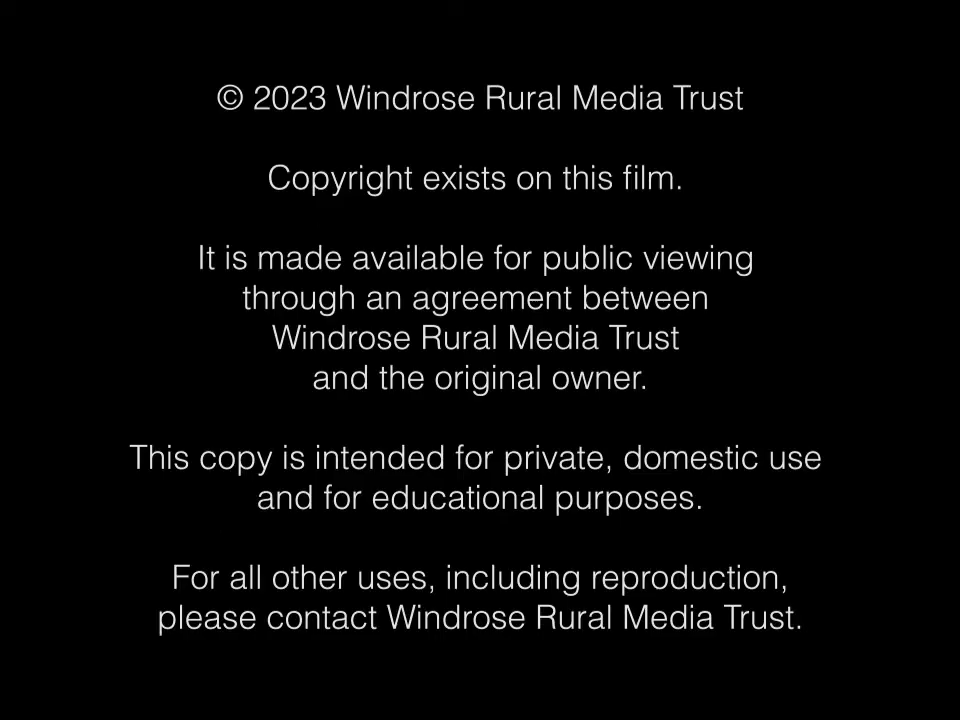 © 2023 Windrose Rural Media Trust
Copyright exists on this film.
It is made available for public viewing
through an agreement between
Windrose Rural Media Trust
and the original owner.
This copy is intended for private, domestic use
and for educational purposes.
For all other uses, including reproduction,
please contact Windrose Rural Media Trust.